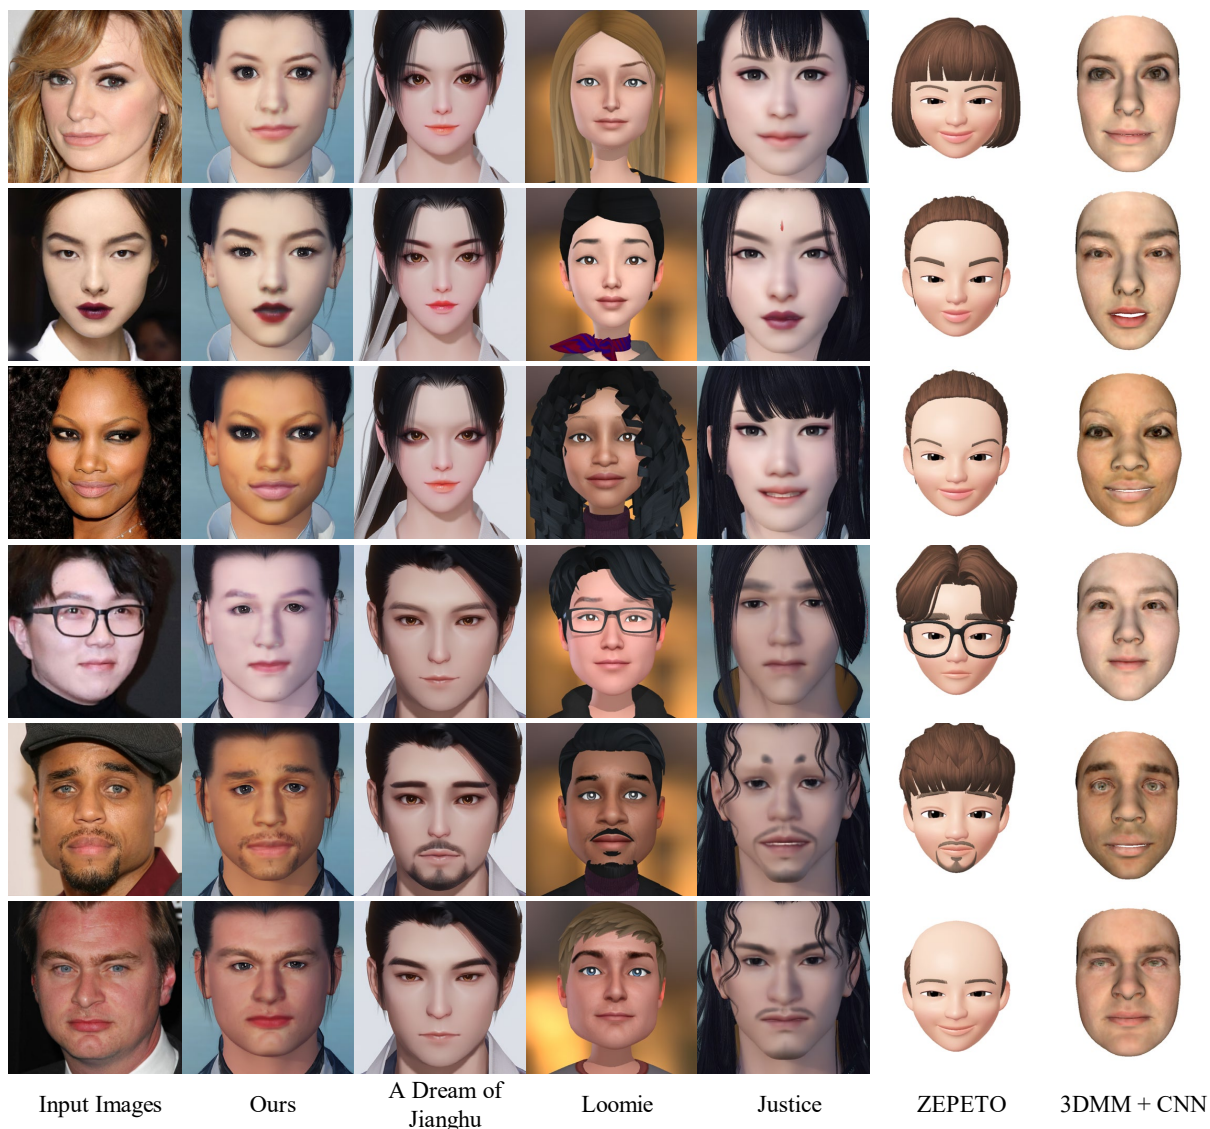 Input Images
Ours
A Dream of
Jianghu
Loomie
Justice
ZEPETO
3DMM + CNN